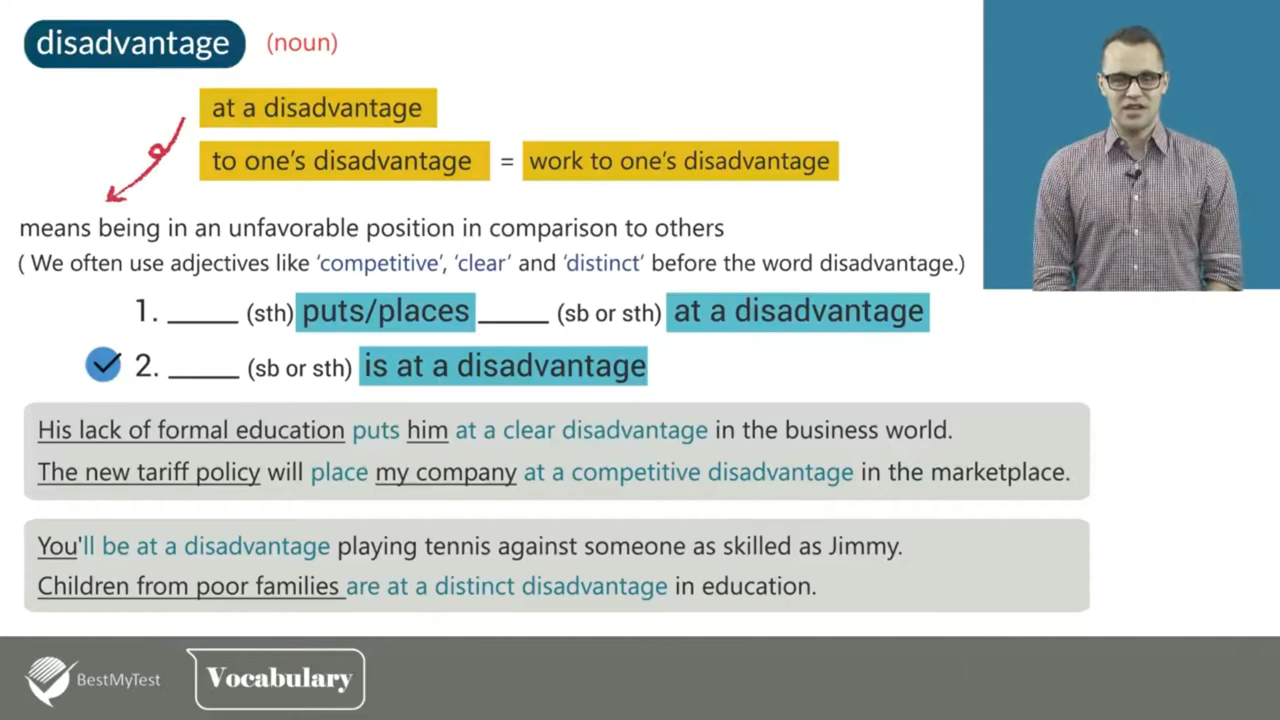 disadvantage (noun)
at a disadvantage
to one’s disadvantage = work to one’s disadvantage
means being in an unfavorable position in comparison to others
( We often use adjectives like ‘competitive’, ‘clear’ and ‘distinct‘ before the word disadvantage.)
1. _____ (sth) puts/places _____ (sb or sth) at a disadvantage
2. _____ (sb or sth) is at a disadvantage
His lack of formal education puts him at a clear disadvantage in the business world.
The new tariff policy will place my company at a competitive disadvantage in the marketplace.
You'll be at a disadvantage playing tennis against someone as skilled as Jimmy.
Children from poor families are at a distinct disadvantage in education.
BestMyTest Vocabulary